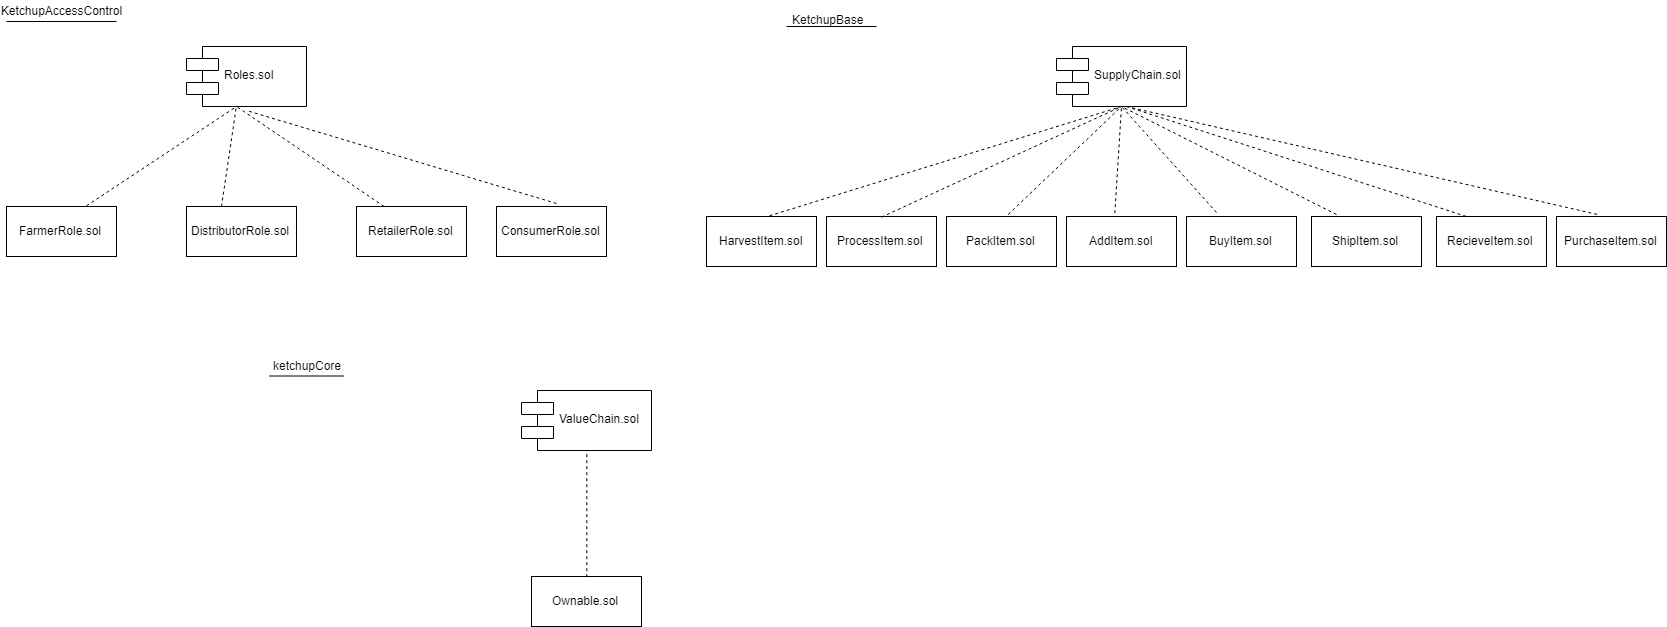 KetchupAccessControl
KetchupBase
Roles.sol
SupplyChain.sol
FarmerRole.sol
DistributorRole.sol
RetailerRole.sol
ConsumerRole.sol
HarvestItem.sol
ProcessItem.sol
PackItem.sol
AddItem.sol
BuyItem.sol
ShipItem.sol
RecieveItem.sol
PurchaseItem.sol
ketchupCore
ValueChain.sol
Ownable.sol